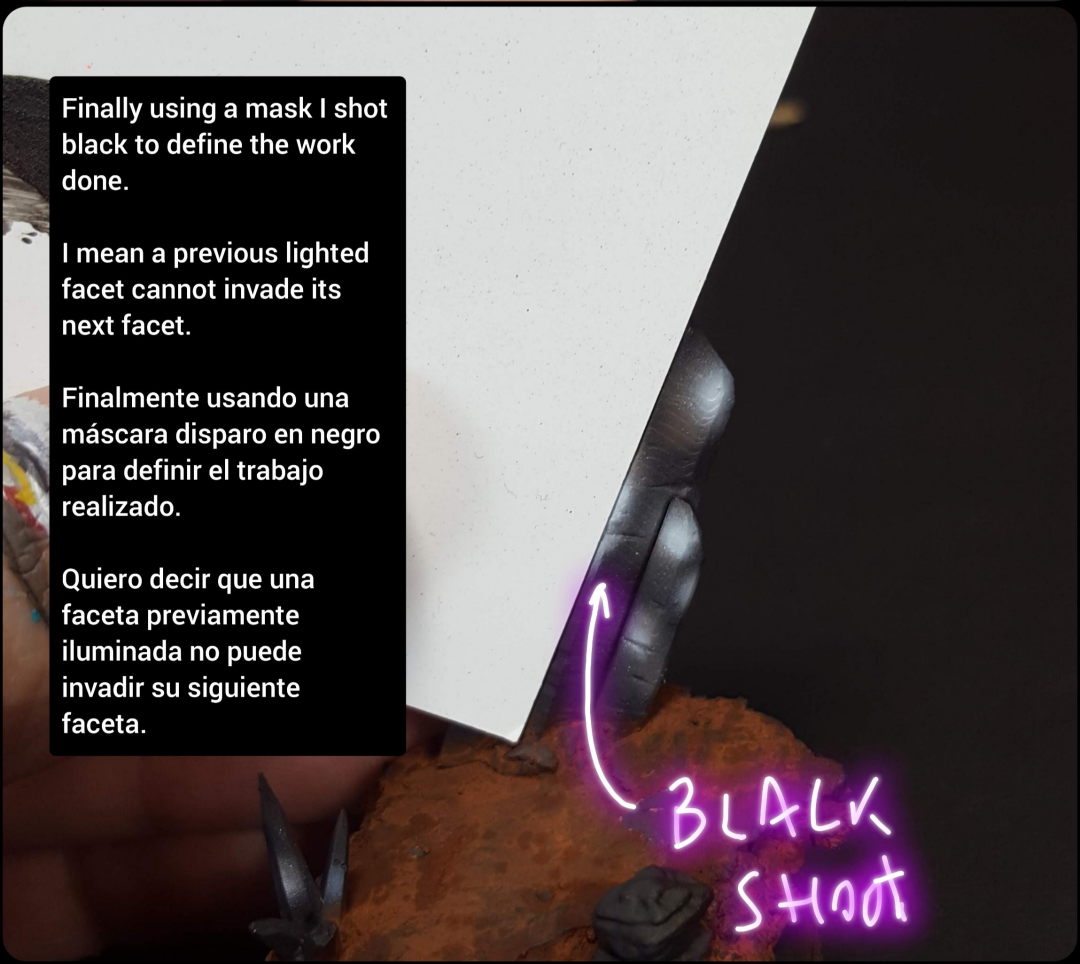 Finally using a mask I shot
black to define the work
done.
I mean a previous lighted
facet cannot invade its
next facet.
Finalmente usando una
máscara disparo en negro
para definir el trabajo
realizado.
Quiero decir que una
faceta previamente
iluminada no puede
invadir su siguiente
faceta.
BLACK
SHOOT